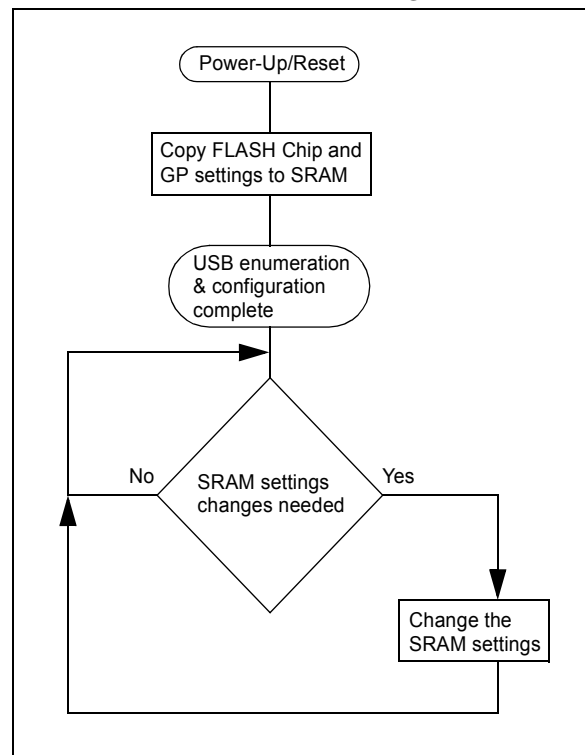 Power-Up/Reset
Copy FLASH Chip and
GP settings to SRAM
USB enumeration
& configuration
complete
No
SRAM settings
changes needed
Yes
Change the
SRAM settings